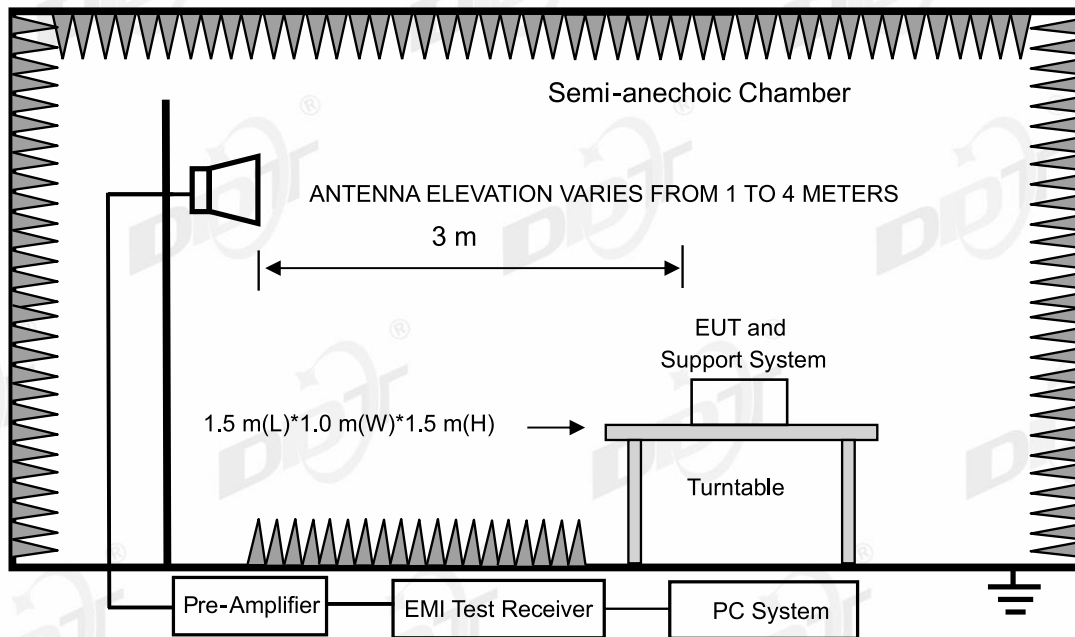 Semi-anechoic Chamber
ANTENNA ELEVATION VARIES FROM 1 TO 4 METERS
3 m
EUT and
Support System
1.5 m(L)*1.0 m(W)*1.5 m(H)
Turntable
Pre-Amplifier
EMI Test Receiver
PC System